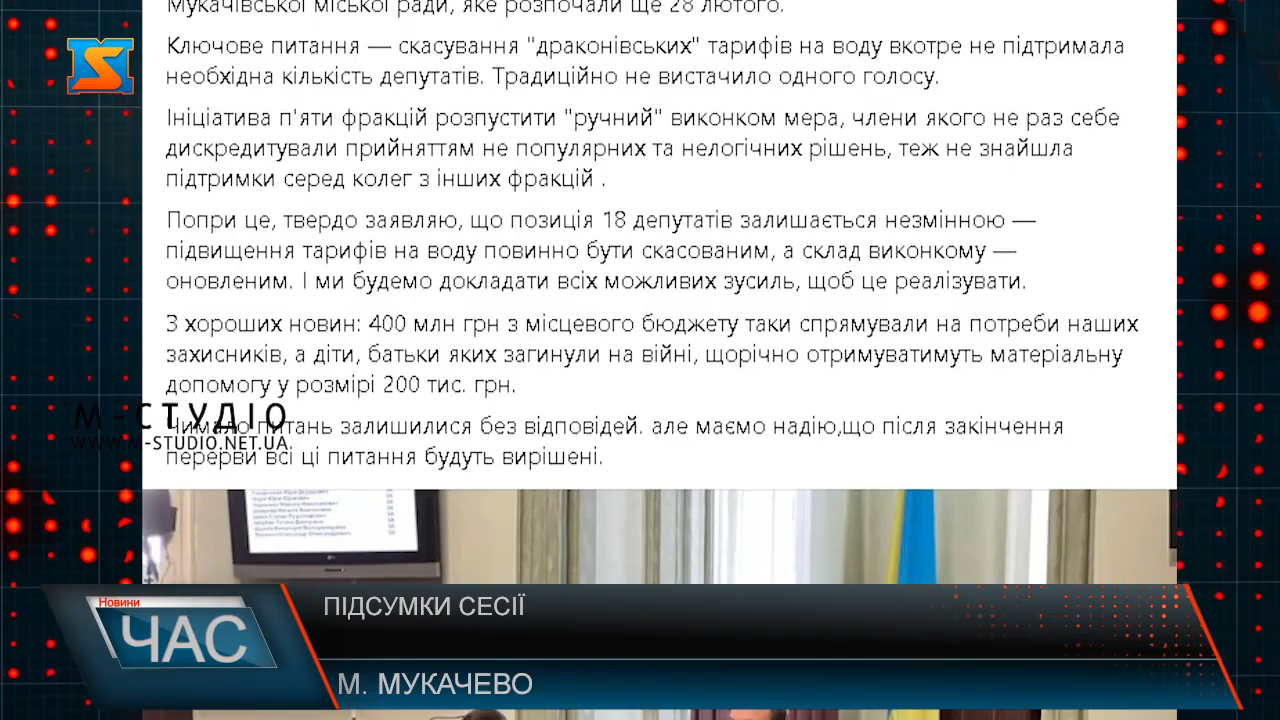 Мукачівської міської ради, яке розпочали ще 28 лютого.
Ключове питання — скасування "драконівських" тарифів на воду вкотре не підтримала
необхідна кількість депутатів. Традиційно не вистачило одного голосу.
Ініціатива п'яти фракцій розпустити "ручний" виконком мера, члени якого не раз себе
дискредитували прийняттям не популярних та нелогічних рішень, теж не знайшла
підтримки серед колег з інших фракцій .
Попри це, твердо заявляю, що позиція 18 депутатів залишається незмінною —
підвищення тарифів на воду повинно бути скасованим, а склад виконкому —
оновленим. І ми будемо докладати всіх можливих зусиль, щоб це реалізувати.
З хороших новин: 400 млн грн з місцевого бюджету таки спрямували на потреби наших
захисників, а діти, батьки яких загинули на війні, щорічно отримуватимуть матеріальну
допомогу у розмірі 200 тис. грн.
М-СТУДІО
Чимало питань залишилися без відповідей. але маємо надію,що після закінчення
WWW.M-STUDIO.NET.UA
перерви всі ці питання будуть вирішені.
Новини
ЧАС
ПІДСУМКИ СЕСІЇ
М. МУКАЧЕВО